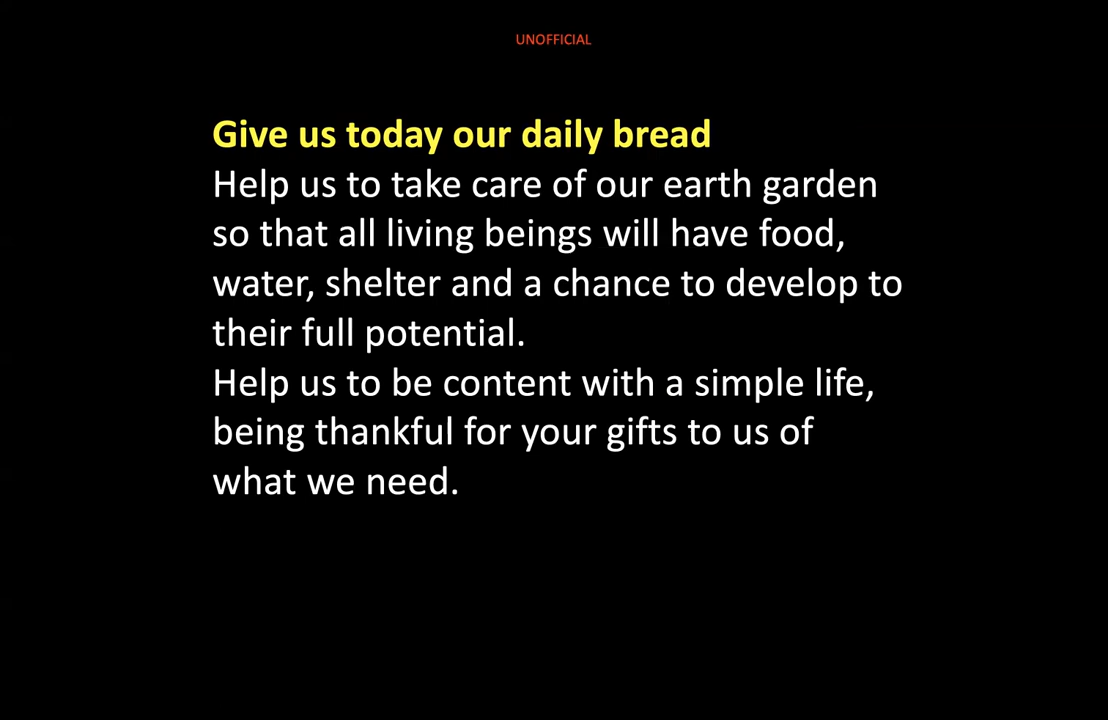 UNOFFICIAL
Give us today our daily bread
Help us to take care of our earth garden
so that all living beings will have food,
water, shelter and a chance to develop to
their full potential.
Help us to be content with a simple life,
being thankful for your gifts to us of
what we need.